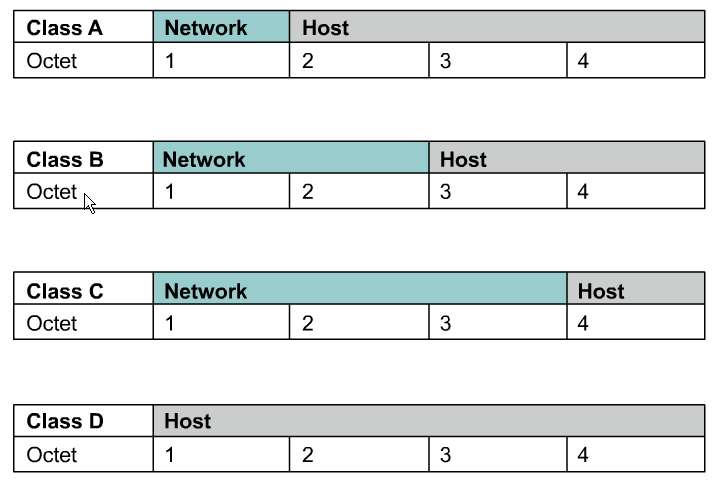 Class A Network Host
Octet 1 2 3 4
Class B Network Host
Octet 1 2 3 4
Class C Network Host
Octet 1 2 3 4
Class D Host
Octet 1 2 3 4